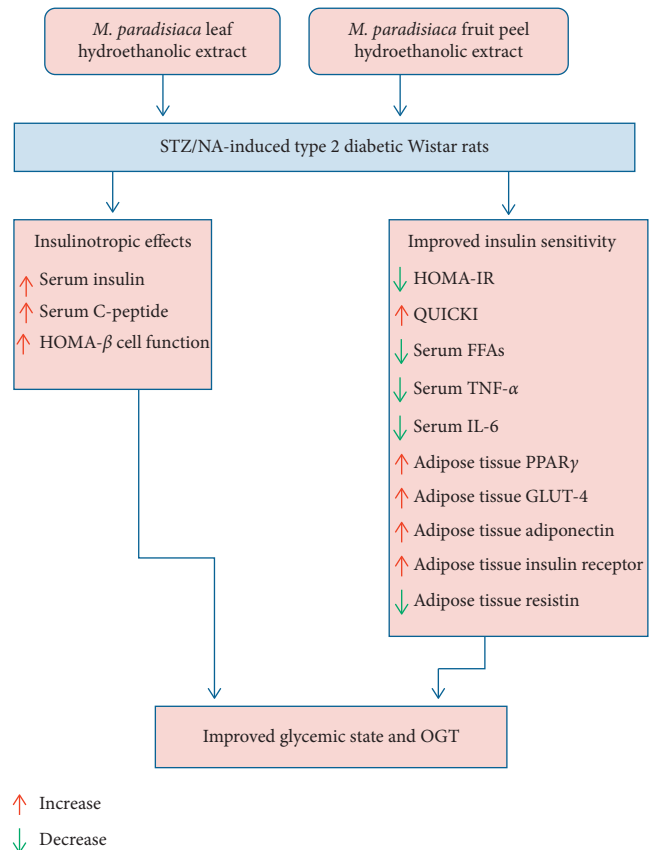 M. paradisiaca leaf
hydroethanolic extract
M. paradisiaca fruit peel
hydroethanolic extract
STZ/NA-induced type 2 diabetic Wistar rats
Insulinotropic effects
↑ Serum insulin
↑ Serum C-peptide
↑ HOMA-β cell function
Improved insulin sensitivity
↓ HOMA-IR
↑ QUICKI
↓ Serum FFAs
↓ Serum TNF-α
↓ Serum IL-6
↑ Adipose tissue PPARγ
↑ Adipose tissue GLUT-4
↑ Adipose tissue adiponectin
↑ Adipose tissue insulin receptor
↓ Adipose tissue resistin
Improved glycemic state and OGT
↑ Increase
↓ Decrease